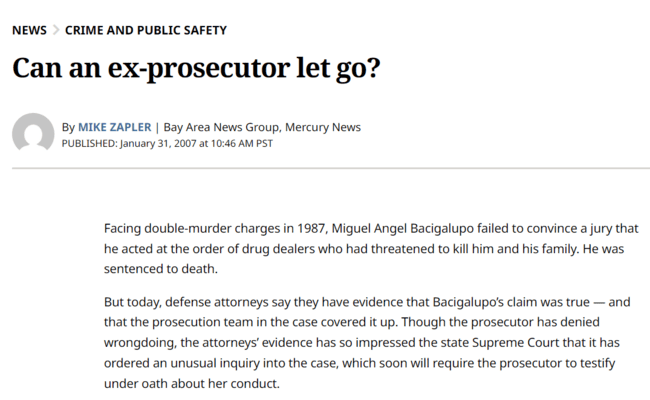 NEWS > CRIME AND PUBLIC SAFETY
Can an ex-prosecutor let go?
By MIKE ZAPLER | Bay Area News Group, Mercury News
PUBLISHED: January 31, 2007 at 10:46 AM PST
Facing double-murder charges in 1987, Miguel Angel Bacigalupo failed to convince a jury that
he acted at the order of drug dealers who had threatened to kill him and his family. He was
sentenced to death.
But today, defense attorneys say they have evidence that Bacigalupo’s claim was true — and
that the prosecution team in the case covered it up. Though the prosecutor has denied
wrongdoing, the attorneys’ evidence has so impressed the state Supreme Court that it has
ordered an unusual inquiry into the case, which soon will require the prosecutor to testify
under oath about her conduct.